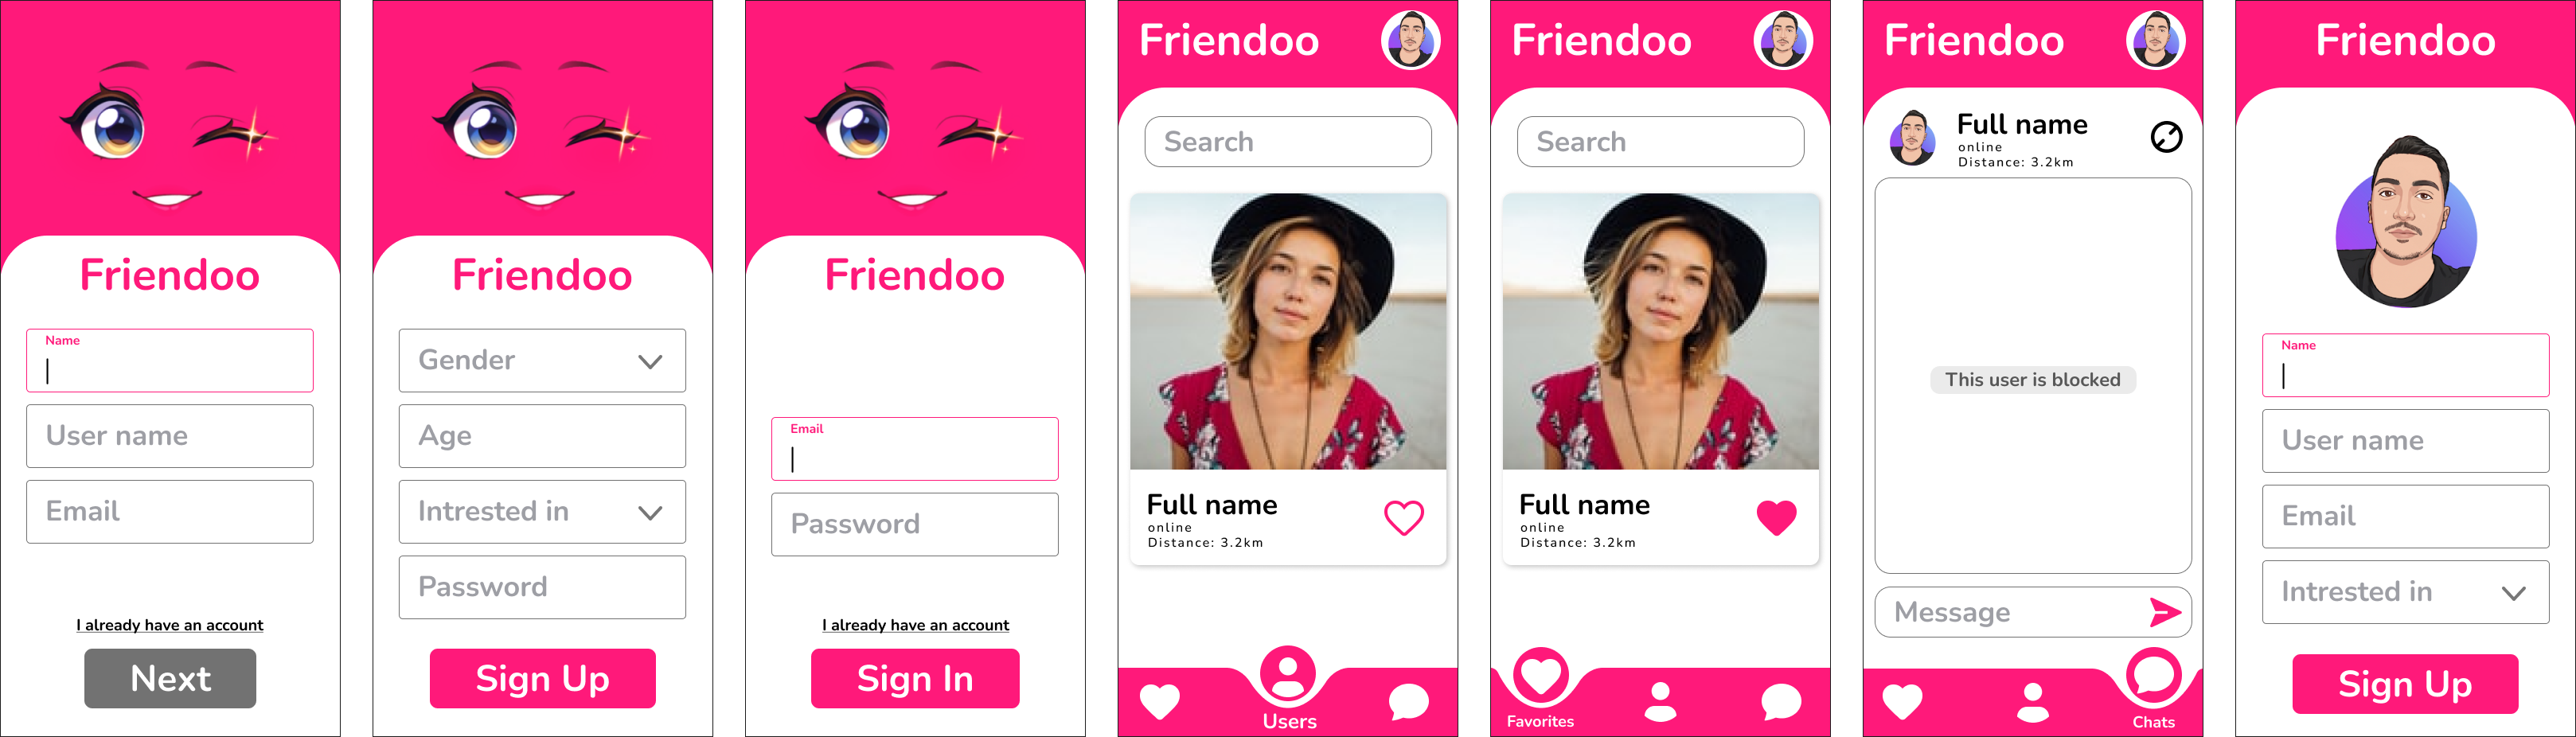 Friendoo
Name
User name
Email
I already have an account
Next
Friendoo
Gender
Age
Intrested in
Password
Sign Up
Friendoo
Email
Password
I already have an account
Sign In
Friendoo
Search
Full name
online
Distance: 3.2km
Users
Friendoo
Search
Full name
online
Distance: 3.2km
Favorites
Friendoo
Full name
online
Distance: 3.2km
This user is blocked
Message
Chats
Friendoo
Name
User name
Email
Intrested in
Sign Up